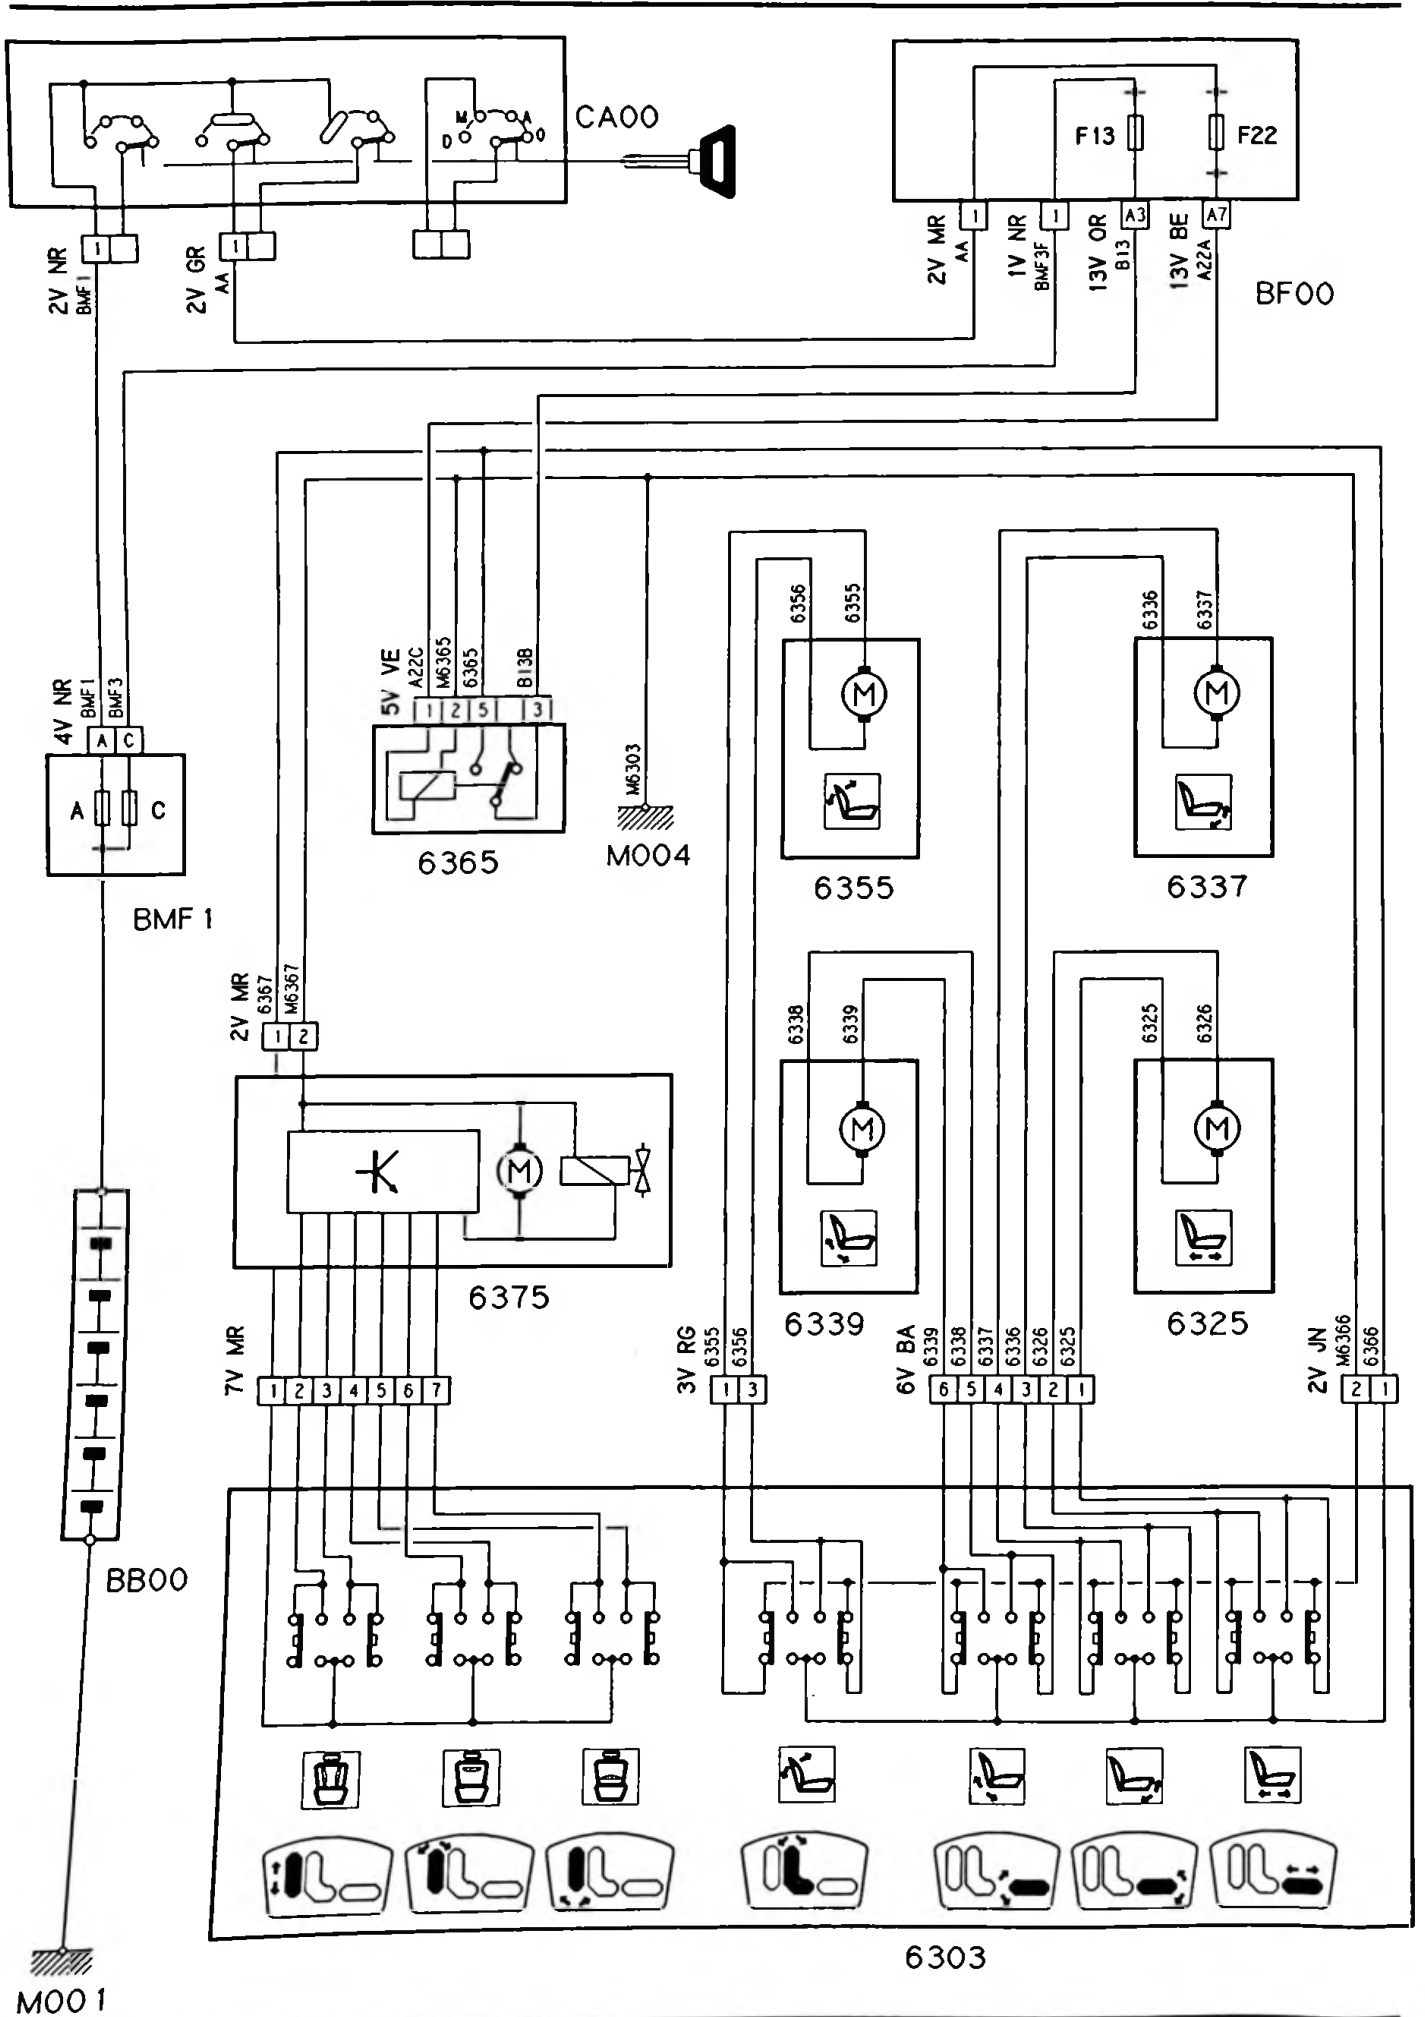 CA00
M A
D O
F13 F22
1
1
1 1 A3 A7
2V NR
BMF1
2V GR
AA
2V MR
AA
1V NR
BMF3F
13V OR
B13
13V BE
A22A
BF00
6356
6355
6336
6337
5V VE
A22C
M6365
6365
B13B
4V NR
BMF1
BMF3
1 2 5 3
M
M
A C
M6303
A C
6365
M004
6355
6337
BMF1
2V MR
6367
M6367
6338
6339
6325
6326
1 2
M
M
M
6375
6339
6325
7V MR
3V RG
6355
6356
6V BA
6339
6338
6337
6336
6326
6325
2V JN
M6366
6366
1 2 3 4 5 6 7
1 3
6 5 4 3 2 1
2 1
BB00
6303
M001